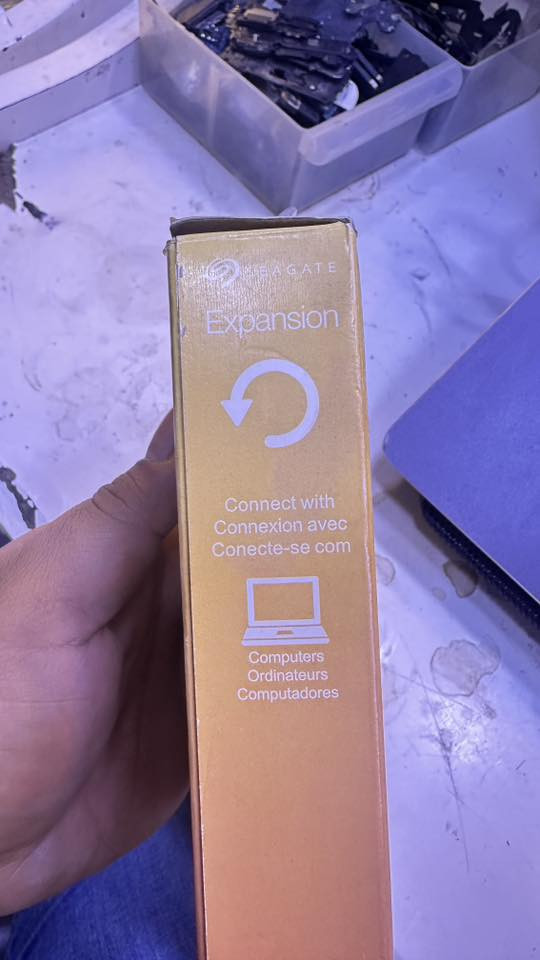 SEAGATE
Expansion
Connect with
Connexion avec
Conecte-se com
Computers
Ordinateurs
Computadores